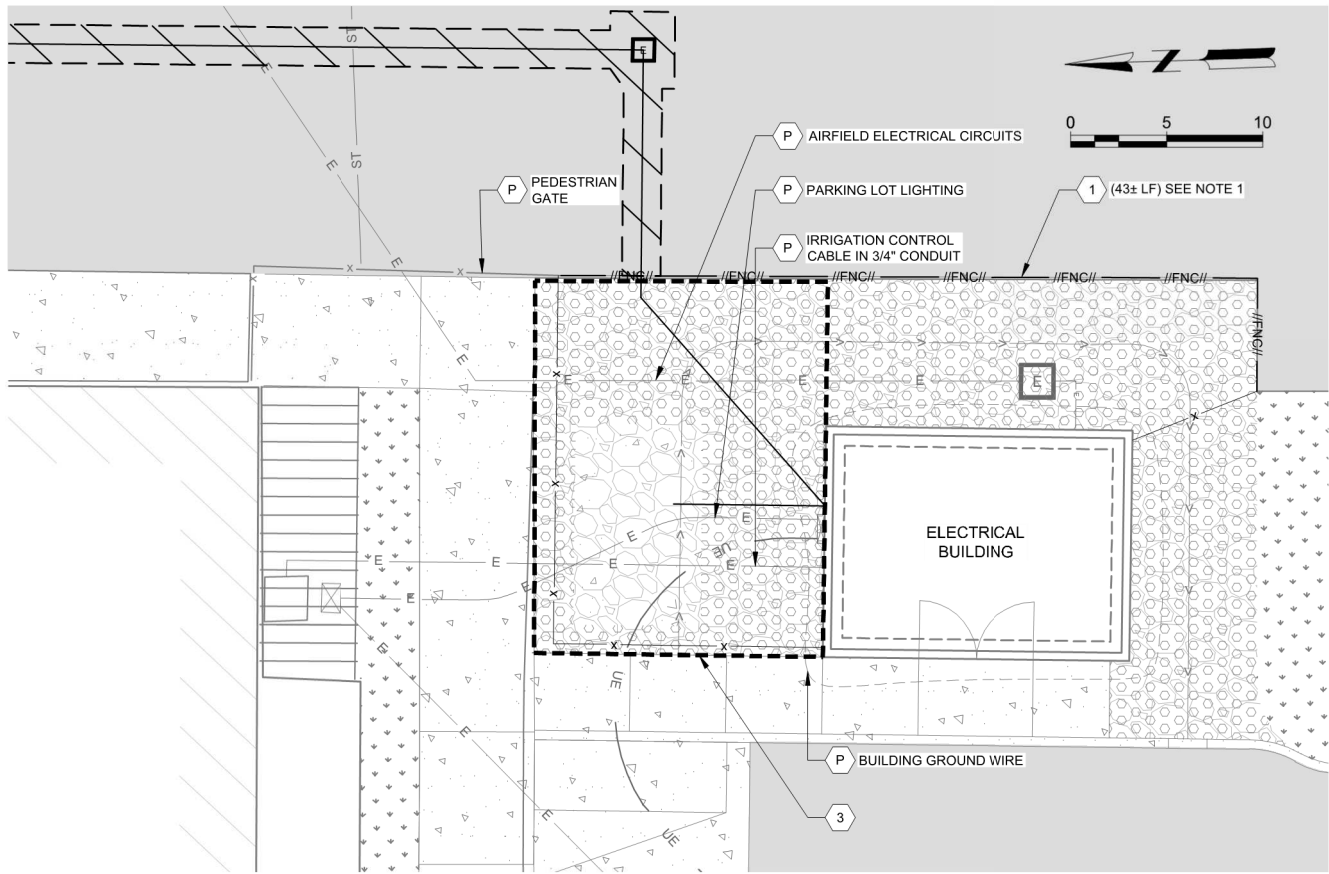 ST
E
E
Z
0 5 10
E
ST
P AIRFIELD ELECTRICAL CIRCUITS
P PEDESTRIAN
GATE
P PARKING LOT LIGHTING
1 (43± LF) SEE NOTE 1
P IRRIGATION CONTROL
CABLE IN 3/4" CONDUIT
E
x x
//FNC// //FNC// //FNC// //FNC// //FNC// //FNC//
//FNC//
E
x E E E E E
x
x
E
E
UE
ELECTRICAL
BUILDING
E E E E
E E
x
E
x x
UE
E
P BUILDING GROUND WIRE
3
E
UE